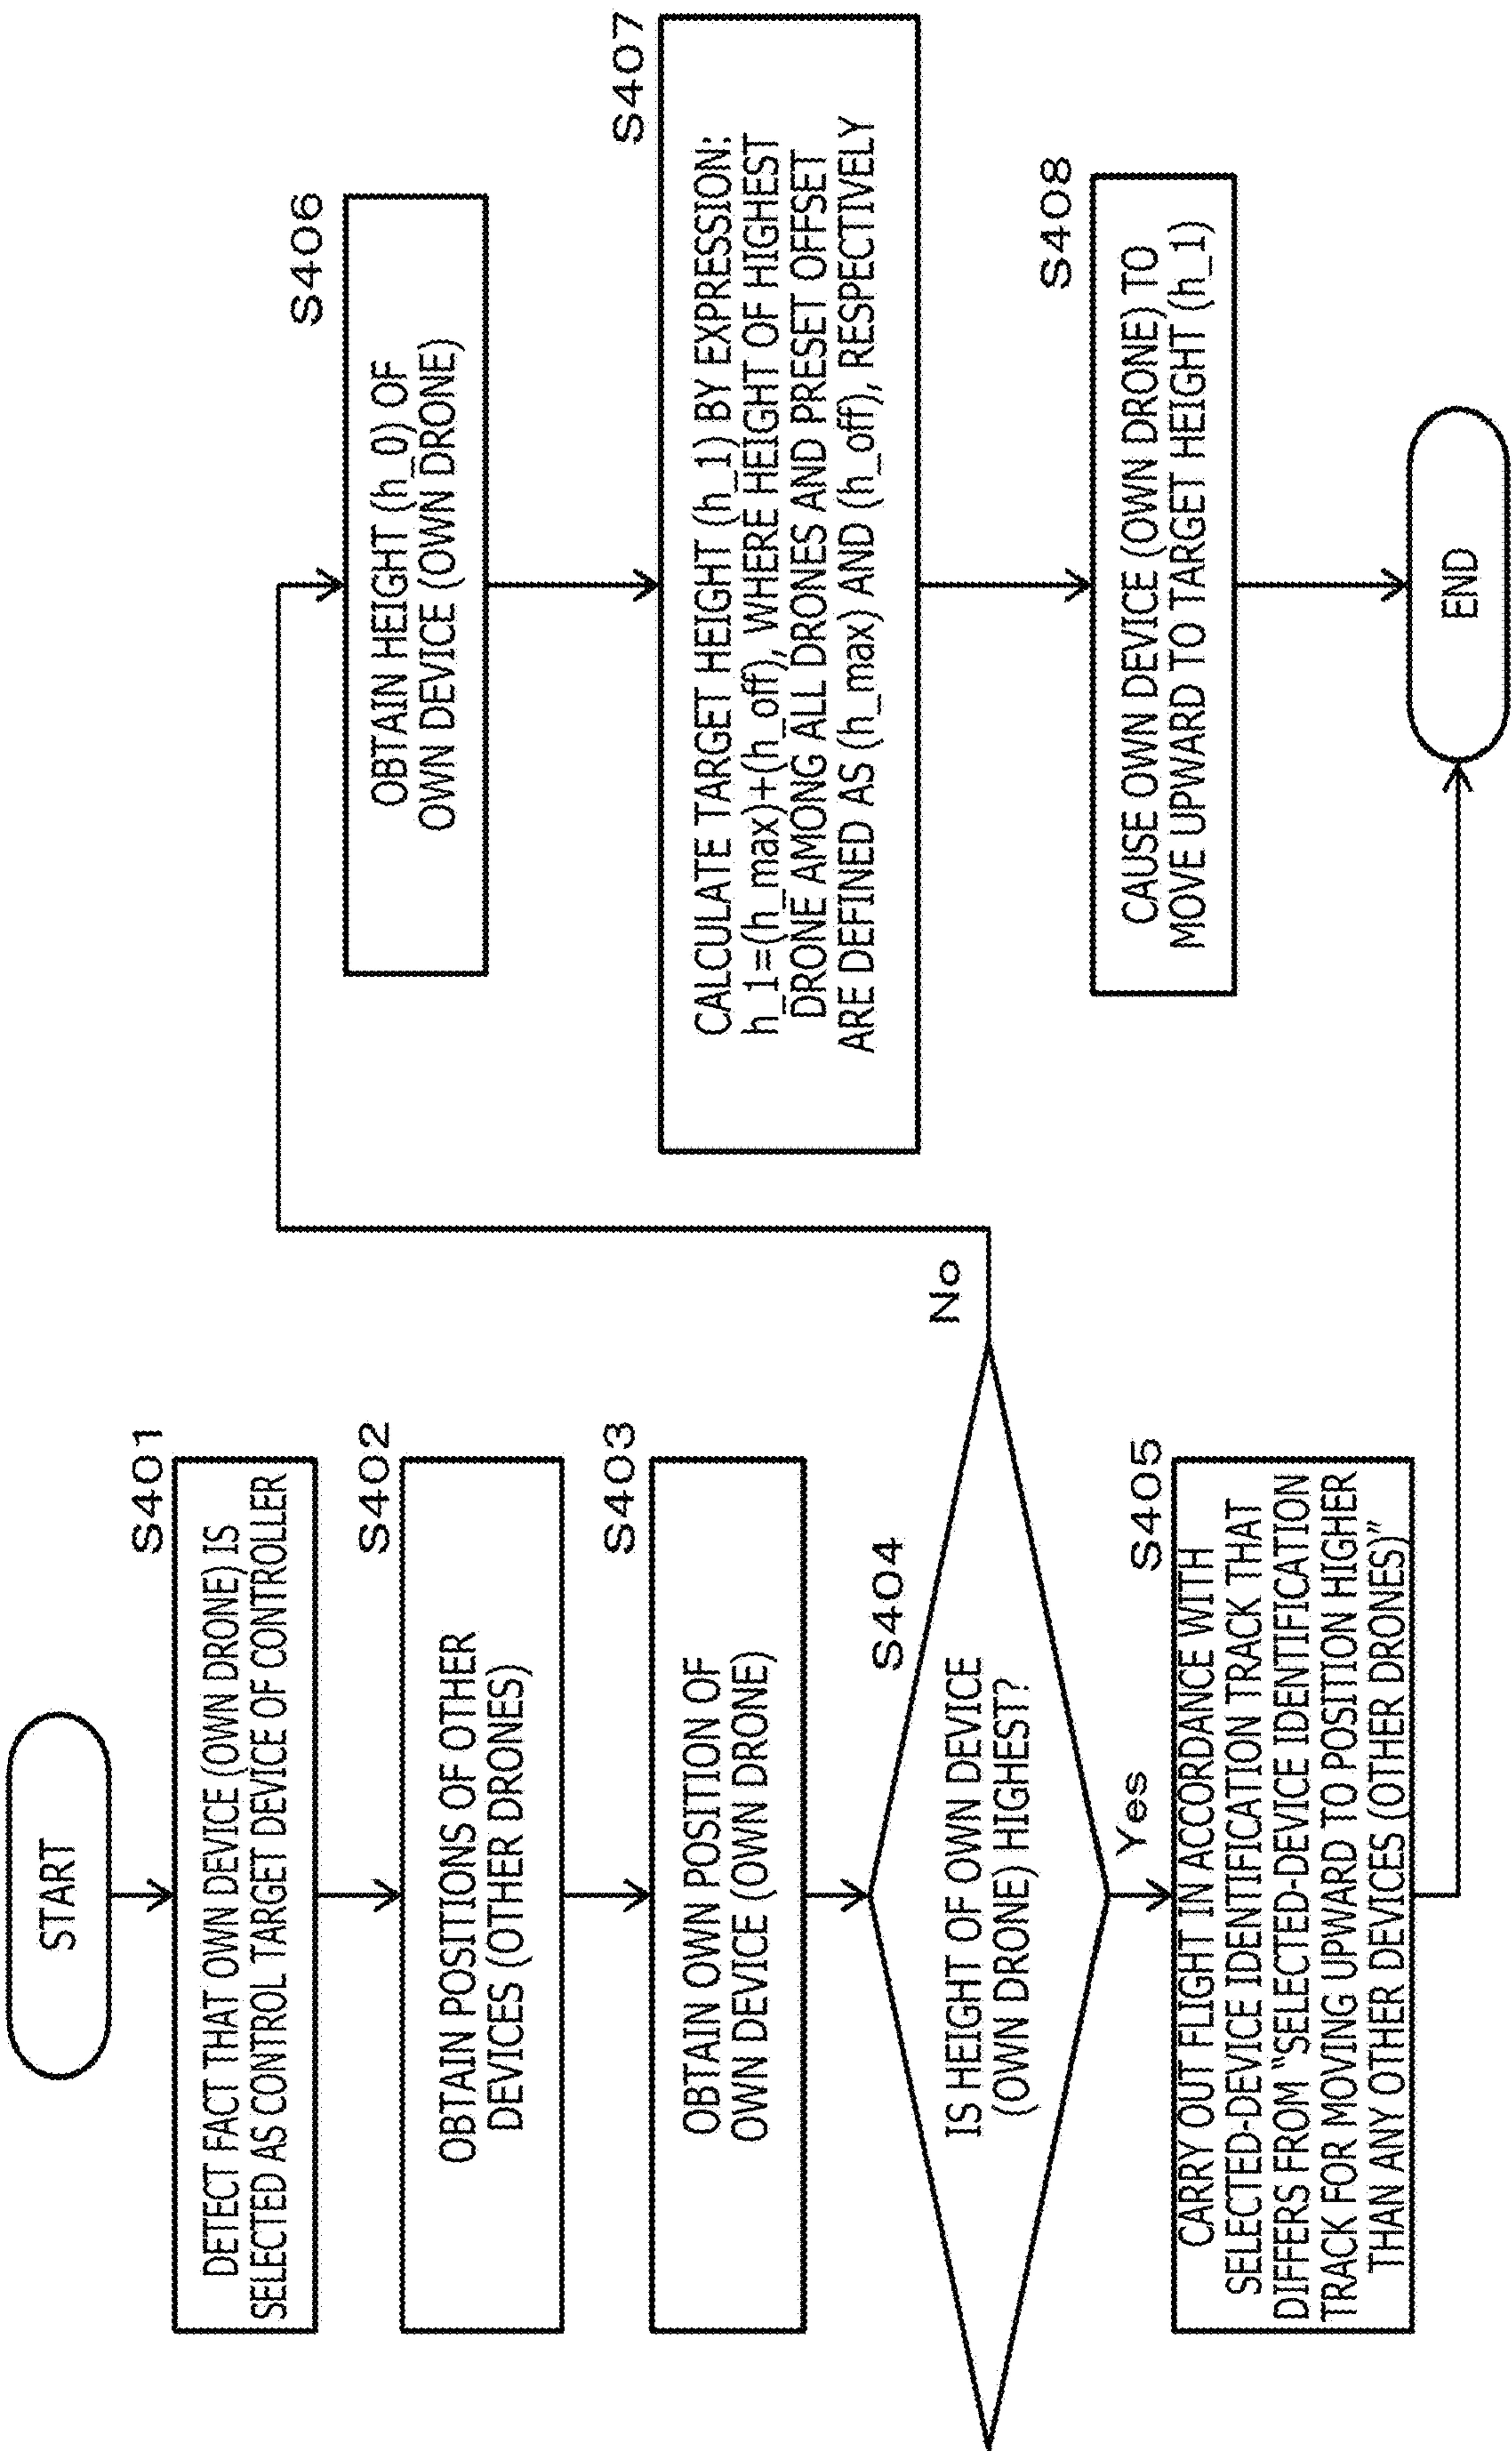 START
S401
DETECT FACT THAT OWN DEVICE (OWN DRONE) IS
SELECTED AS CONTROL TARGET DEVICE OF CONTROLLER
S402
OBTAIN POSITIONS OF OTHER
DEVICES (OTHER DRONES)
S403
OBTAIN OWN POSITION OF
OWN DEVICE (OWN DRONE)
S404
IS HEIGHT OF OWN DEVICE
(OWN DRONE) HIGHEST?
No
Yes
S405
CARRY OUT FLIGHT IN ACCORDANCE WITH
SELECTED-DEVICE IDENTIFICATION TRACK THAT
DIFFERS FROM “SELECTED-DEVICE IDENTIFICATION
TRACK FOR MOVING UPWARD TO POSITION HIGHER
THAN ANY OTHER DEVICES (OTHER DRONES)”
S406
OBTAIN HEIGHT (h_0) OF
OWN DEVICE (OWN DRONE)
S407
CALCULATE TARGET HEIGHT (h_1) BY EXPRESSION:
h_1=(h_max)+(h_off), WHERE HEIGHT OF HIGHEST
DRONE AMONG ALL DRONES AND PRESET OFFSET
ARE DEFINED AS (h_max) AND (h_off), RESPECTIVELY
S408
CAUSE OWN DEVICE (OWN DRONE) TO
MOVE UPWARD TO TARGET HEIGHT (h_1)
END